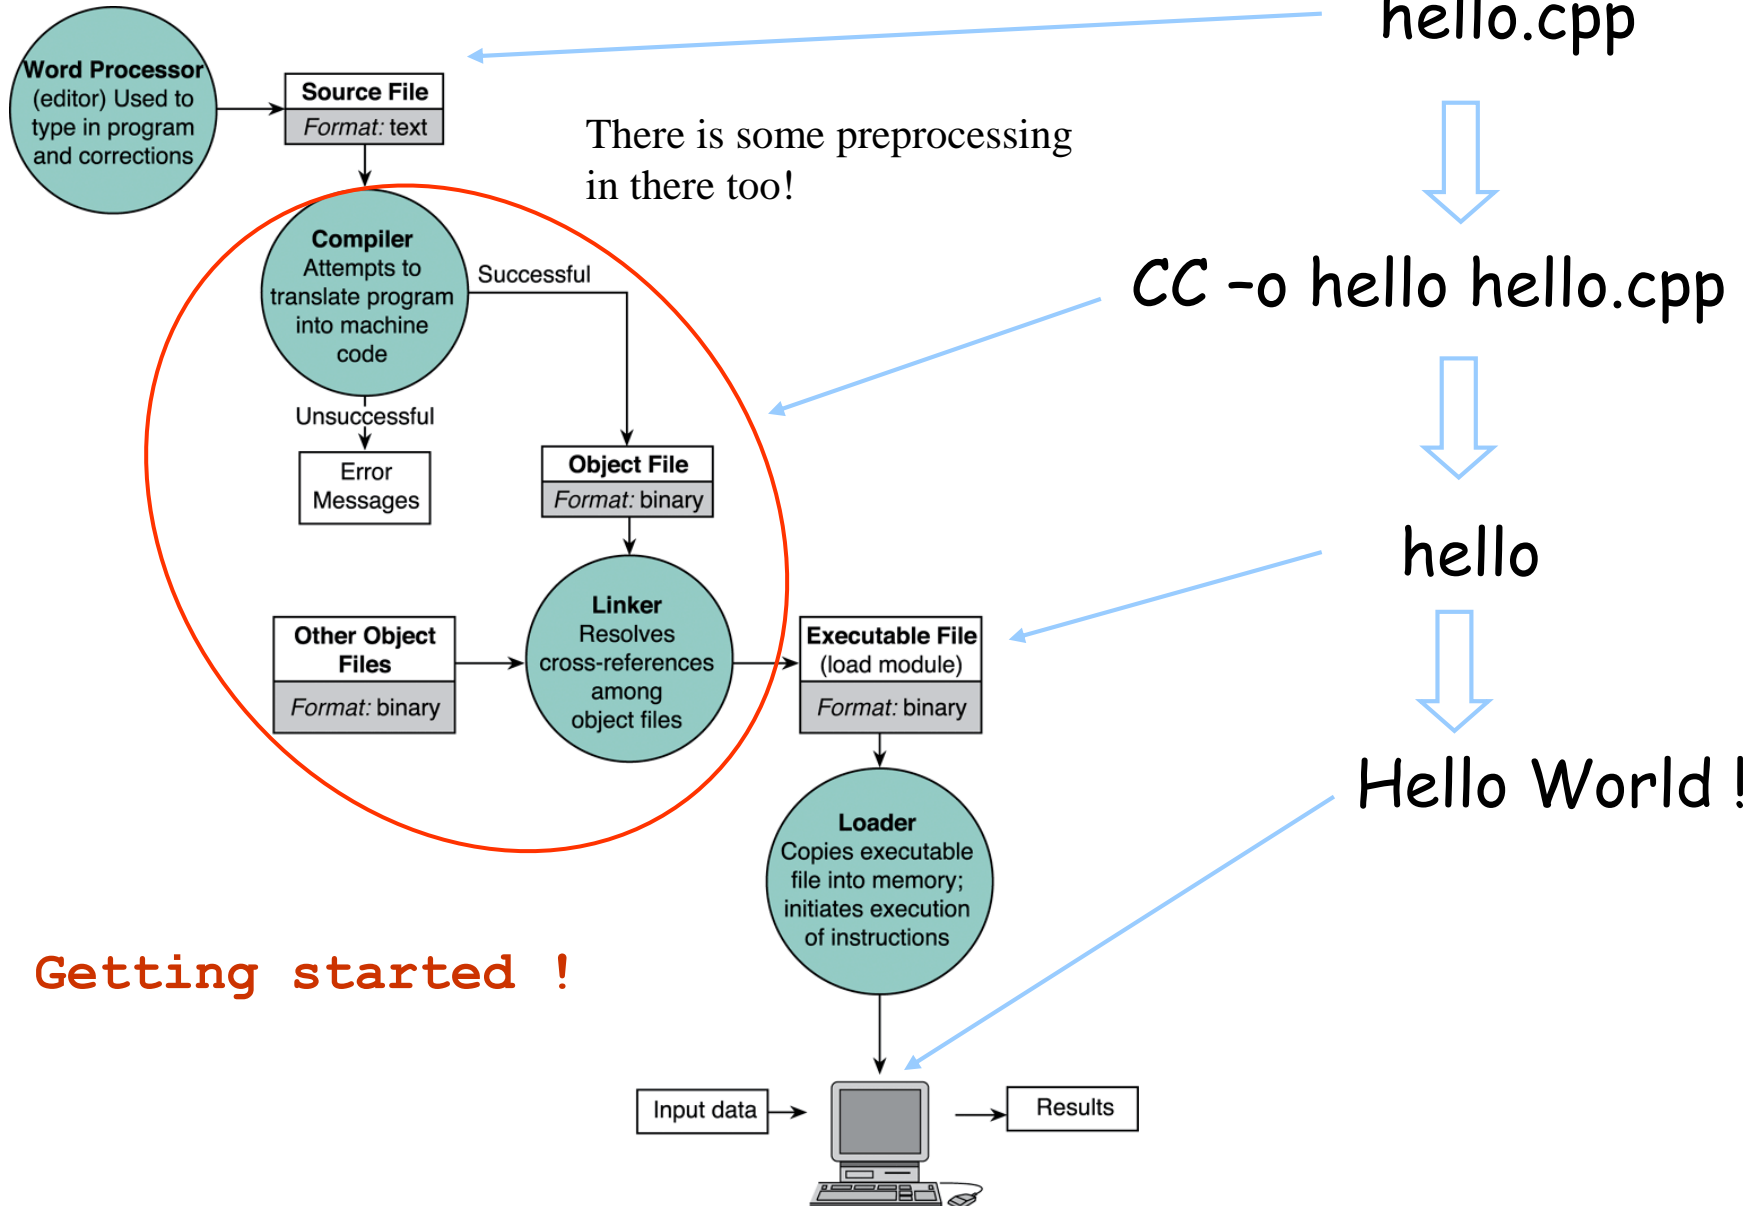 hello.cpp
Word Processor
(editor) Used to
type in program
and corrections
Source File
Format: text
There is some preprocessing
in there too!
Compiler
Attempts to
translate program
into machine
code
Successful
CC –o hello hello.cpp
Unsuccessful
Error
Messages
Object File
Format: binary
hello
Other Object
Files
Format: binary
Linker
Resolves
cross-references
among
object files
Executable File
(load module)
Format: binary
Hello World !
Loader
Copies executable
file into memory;
initiates execution
of instructions
Getting started !
Input data
Results